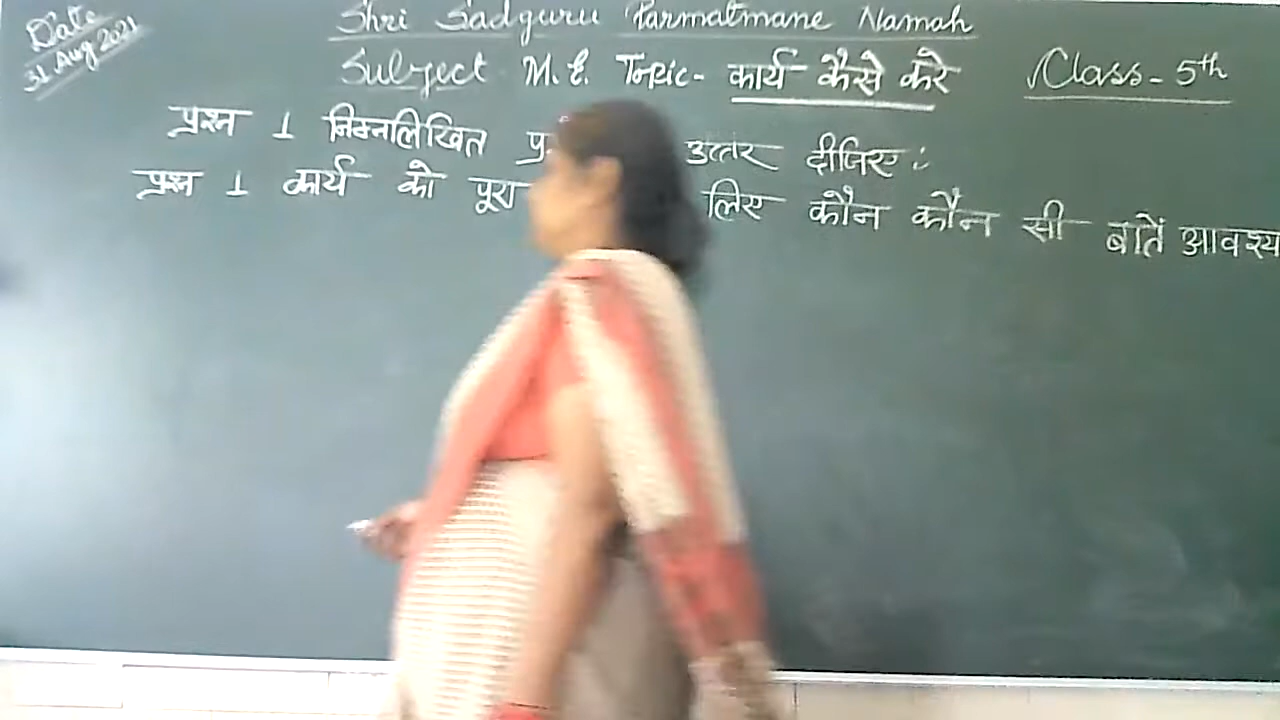 Date
31 Aug 2021
Shri Sadguru Parmatmane Namah
Subject M.E. Topic- कार्य कैसे करे Class - 5th
प्रश्न 1 निम्नलिखित उत्तर दीजिए :-
प्रश्न 1 कार्य को पूरा लिए कौन कौन सी बातें आवश्य